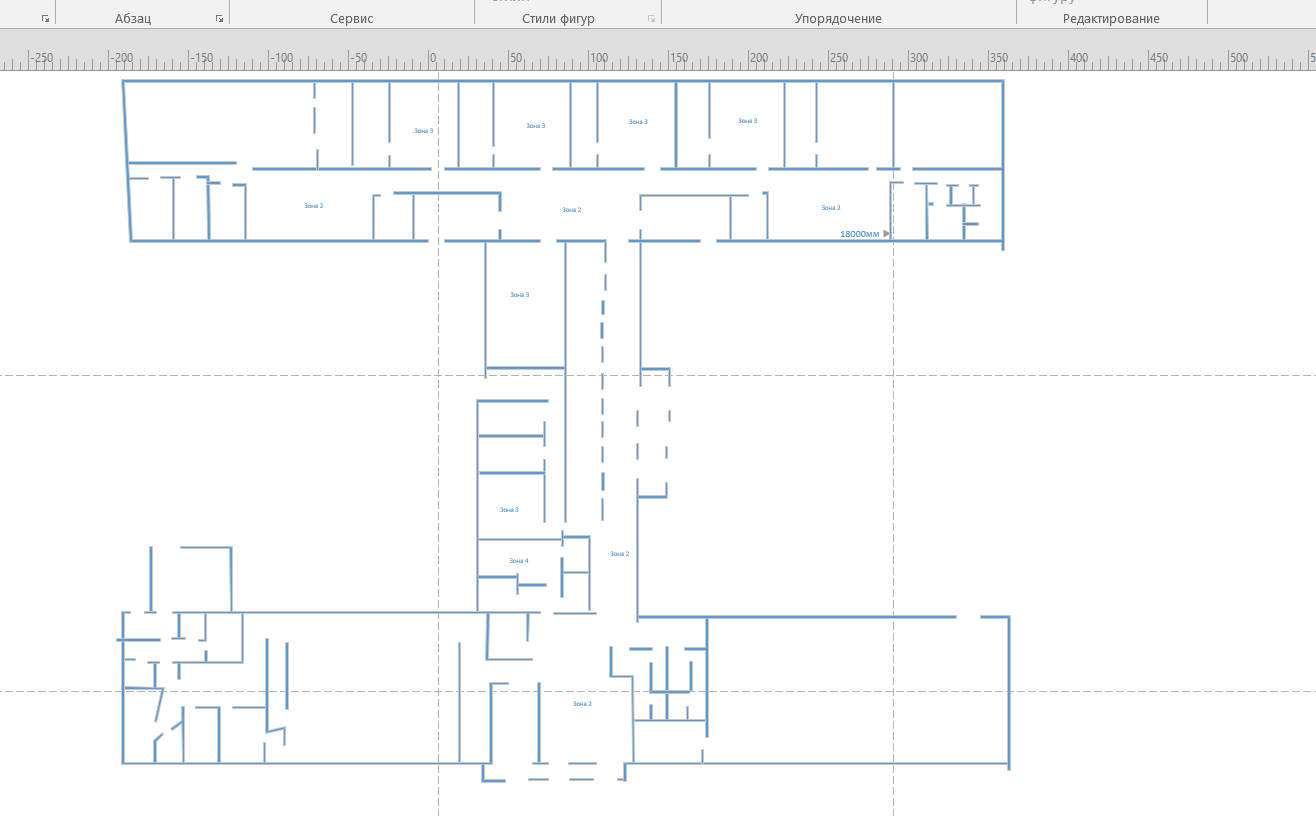 Абзац Сервис Стили фигур Упорядочение Редактирование
-250 -200 -150 -100 -50 0 50 100 150 200 250 300 350 400 450 500
Зона 3 Зона 3 Зона 3 Зона 3
Зона 2 Зона 2 Зона 2
18000мм
Зона 3
Зона 3
Зона 2
Зона 4
Зона 2